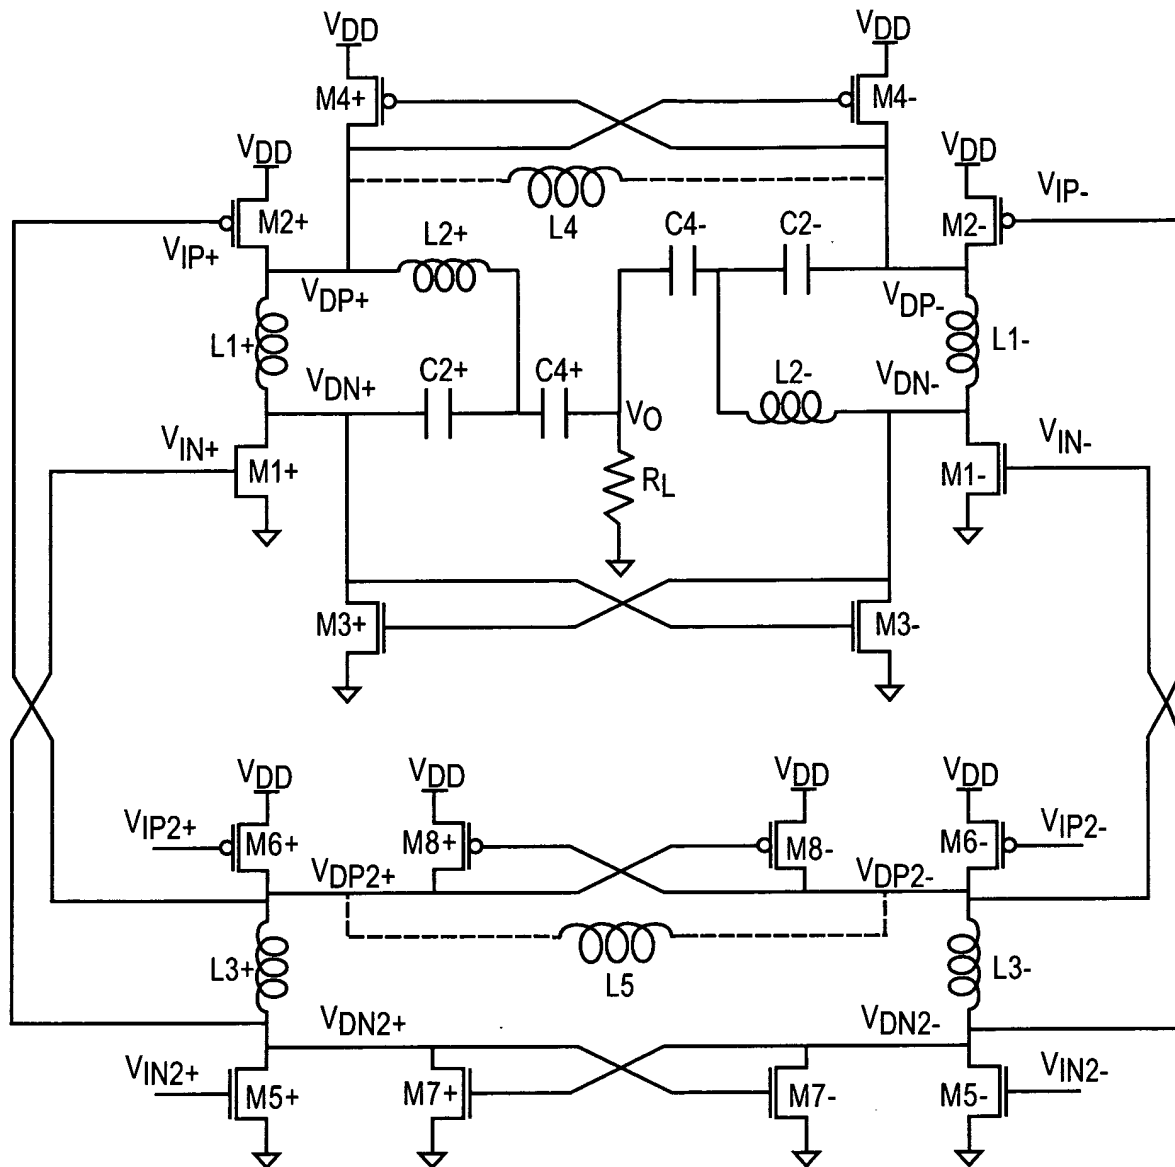 VDD VDD
M4+ M4-
VDD VDD
M2+ L4 M2- VIP-
VIP+ L2+ C4- C2-
VDP+ VDP-
L1+ L1-
VDN+ C2+ C4+ L2- VDN-
VIN+ VO VIN-
M1+ RL M1-
M3+ M3-
VDD VDD VDD VDD
VIP2+ M6+ M8+ M8- M6- VIP2-
VDP2+ VDP2-
L3+ L5 L3-
VDN2+ VDN2-
VIN2+ VIN2-
M5+ M7+ M7- M5-